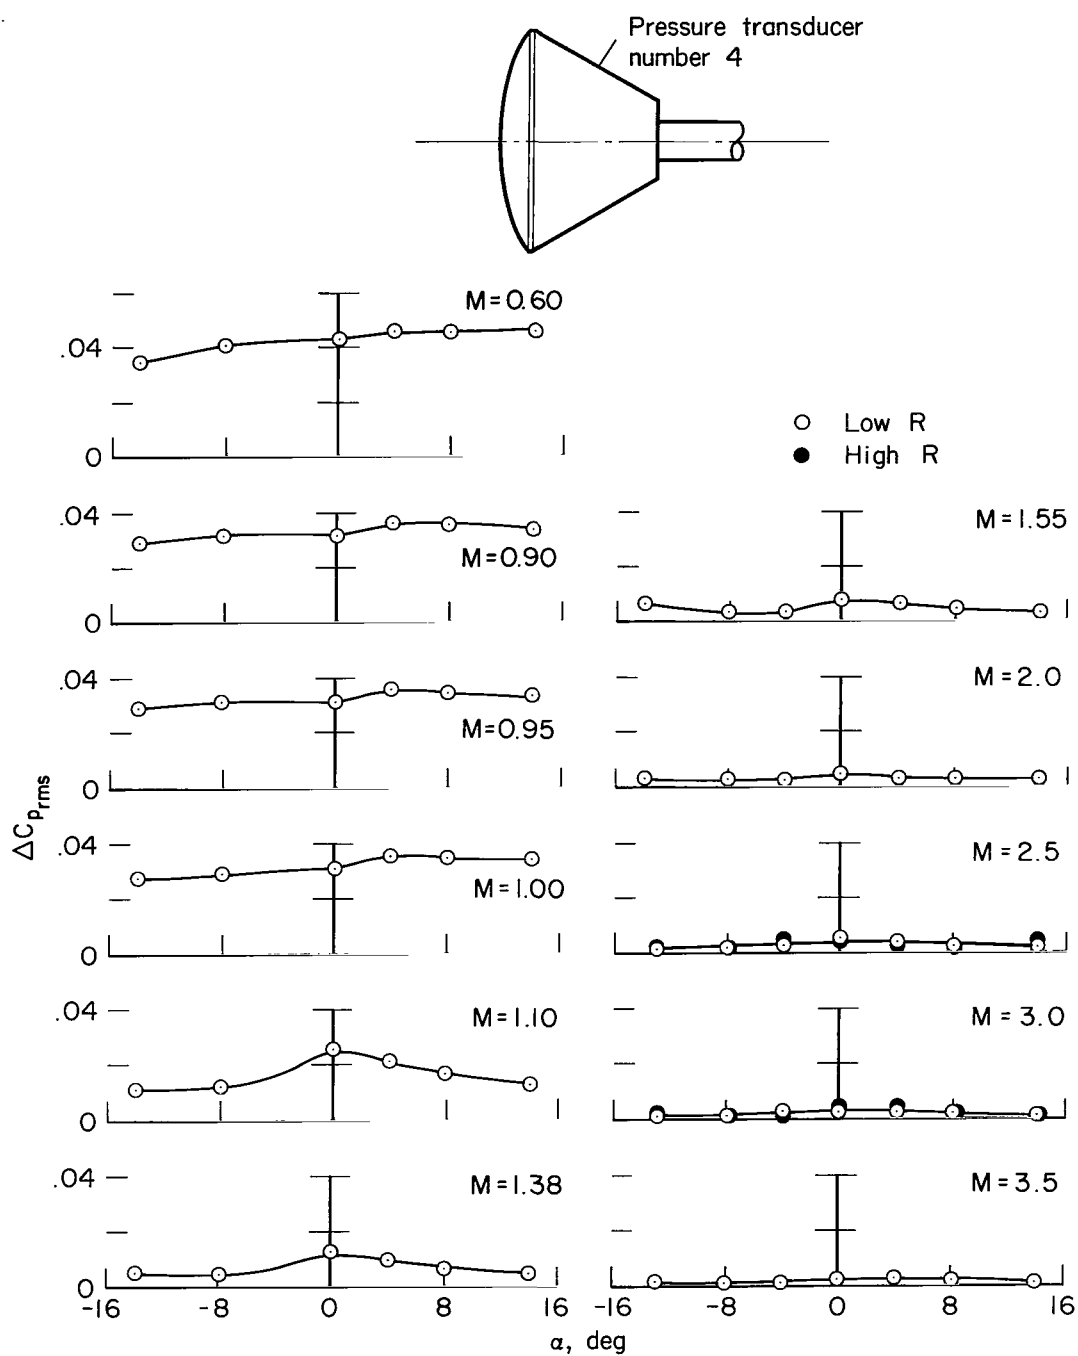 Pressure transducer
number 4
M=0.60
.04
0
Low R
High R
.04
M=0.90
0
M=1.55
.04
M=0.95
0
M=2.0
ΔCprms
.04
M=1.00
0
M=2.5
.04
M=1.10
0
M=3.0
.04
M=1.38
0
M=3.5
-16 -8 0 8 16
-16 -8 0 8 16
α, deg